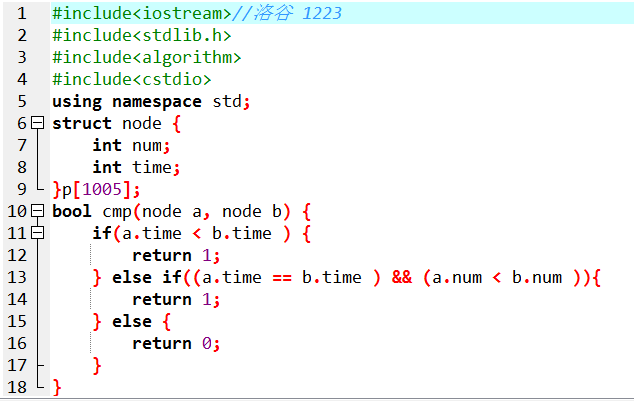 1 #include<iostream>//洛谷 1223
2 #include<stdlib.h>
3 #include<algorithm>
4 #include<cstdio>
5 using namespace std;
6 struct node {
7 int num;
8 int time;
9 }p[1005];
10 bool cmp(node a, node b) {
11 if(a.time < b.time ) {
12 return 1;
13 } else if((a.time == b.time ) && (a.num < b.num )){
14 return 1;
15 } else {
16 return 0;
17 }
18 }